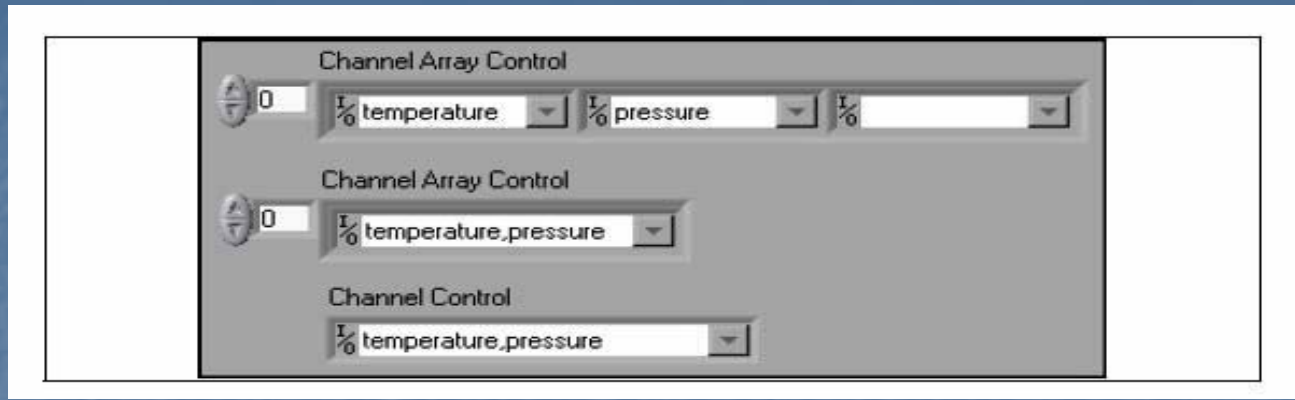 Channel Array Control
0 I/O temperature I/O pressure I/O
Channel Array Control
0 I/O temperature,pressure
Channel Control
I/O temperature,pressure